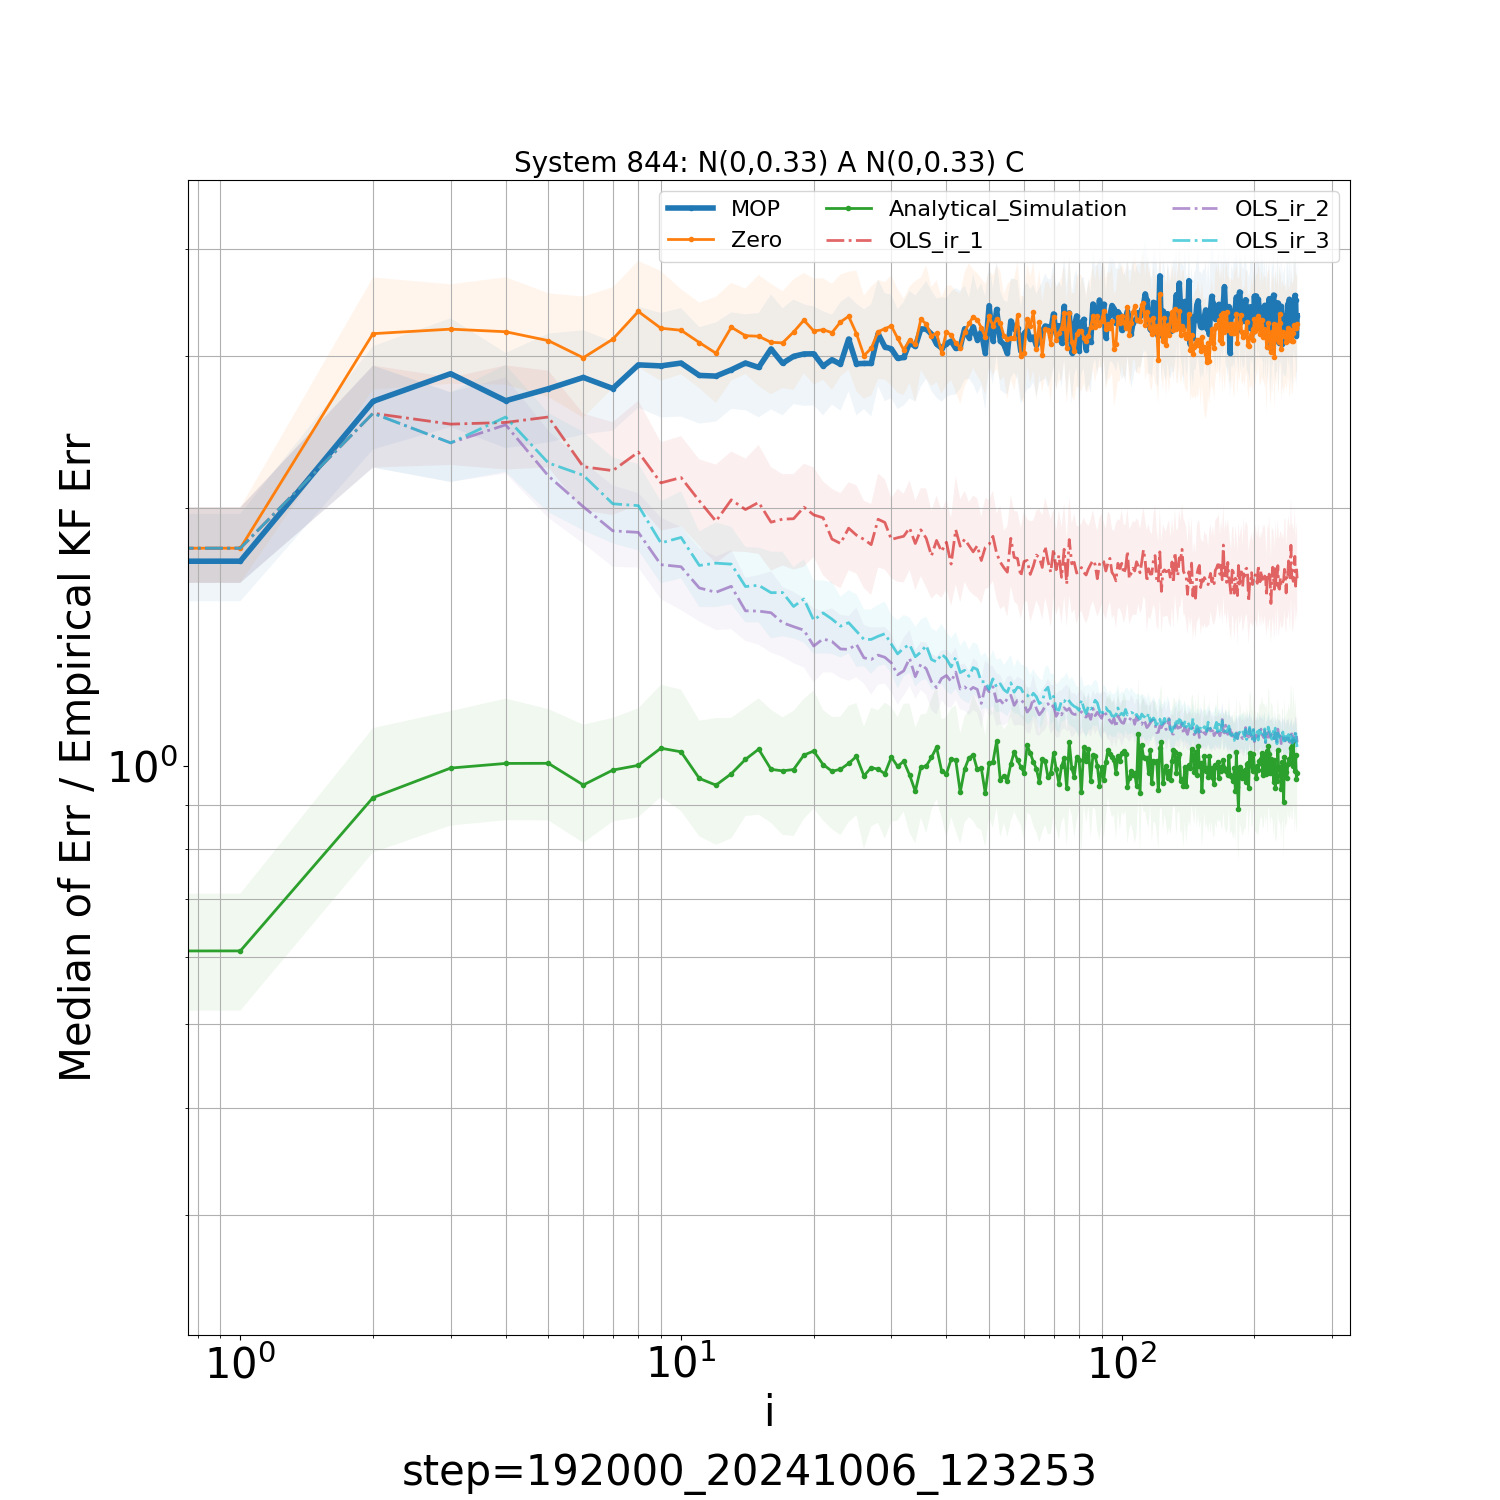 System 844: N(0,0.33) A N(0,0.33) C
MOP
Zero
Analytical_Simulation
OLS_ir_1
OLS_ir_2
OLS_ir_3
Median of Err / Empirical KF Err
10⁰
10⁰ 10¹ 10²
i
step=192000_20241006_123253